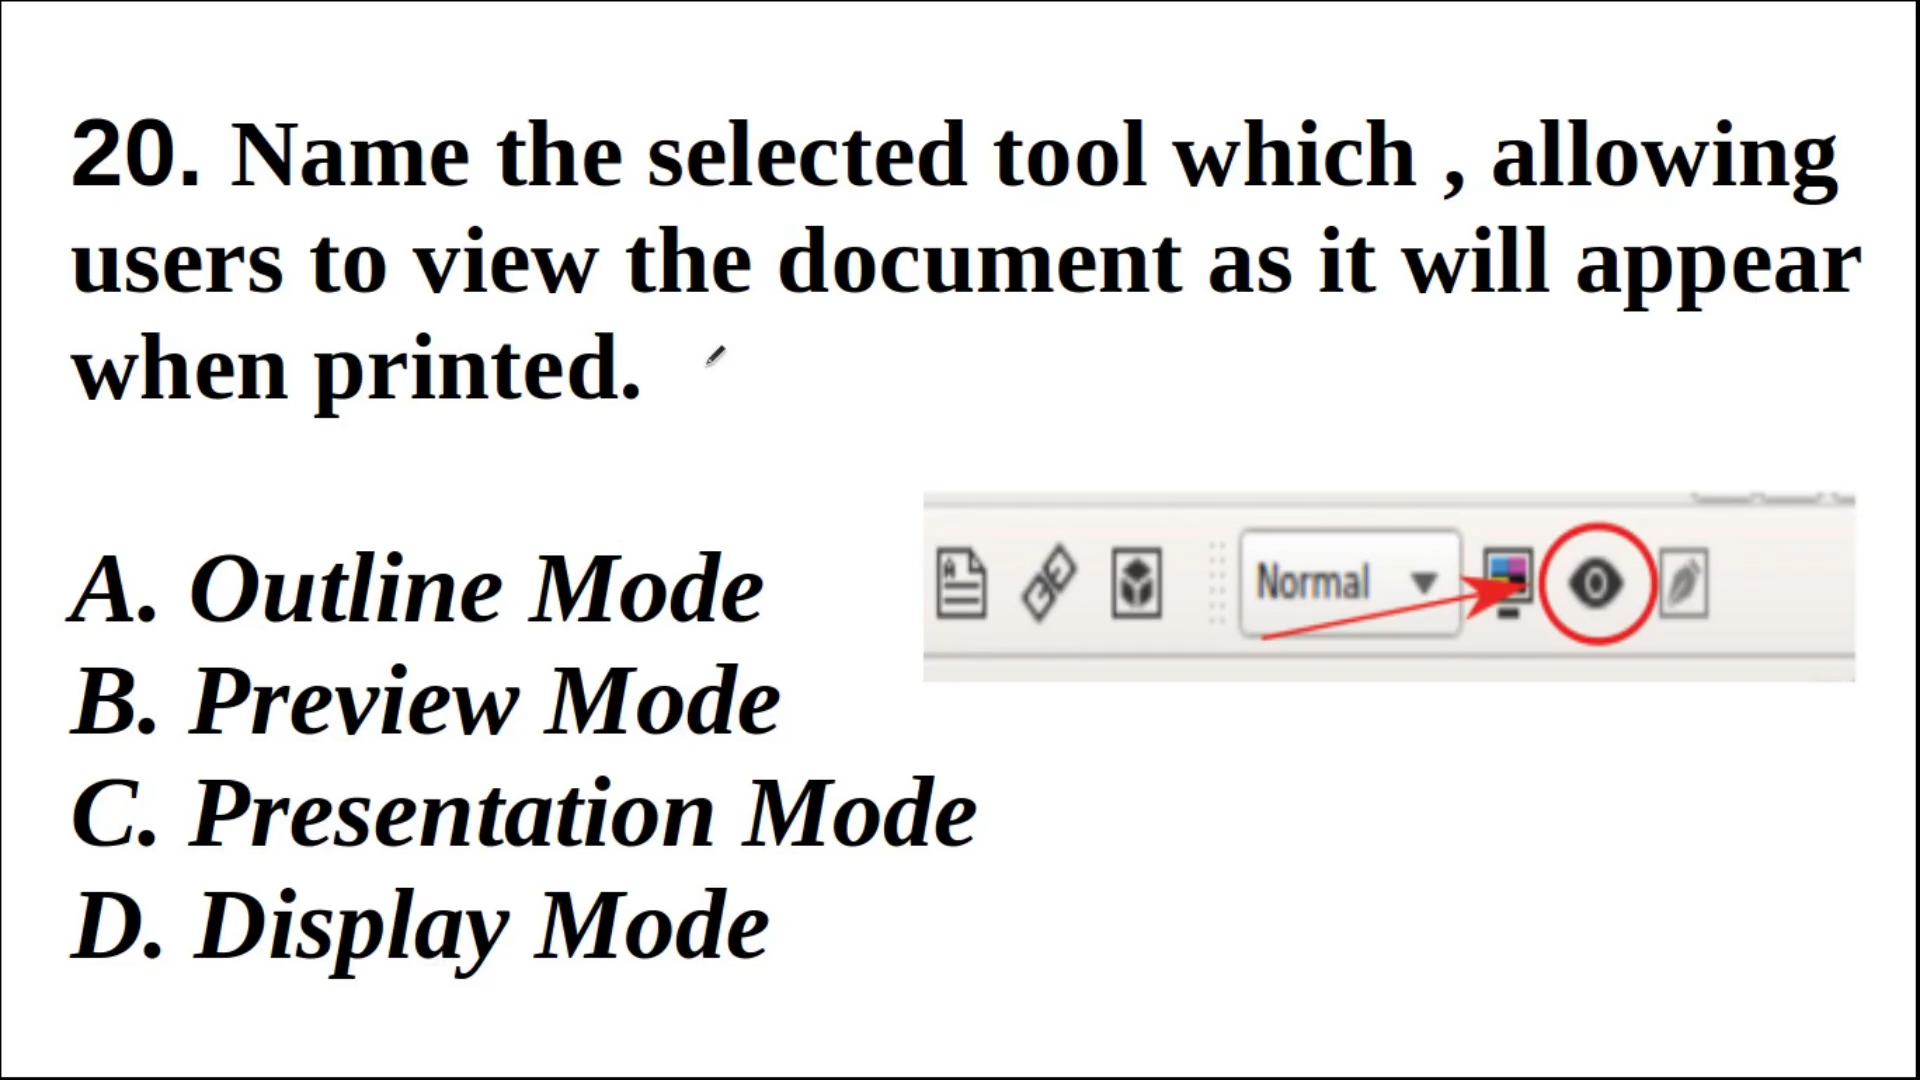 20. Name the selected tool which , allowing
users to view the document as it will appear
when printed.
A. Outline Mode
B. Preview Mode
C. Presentation Mode
D. Display Mode
Normal